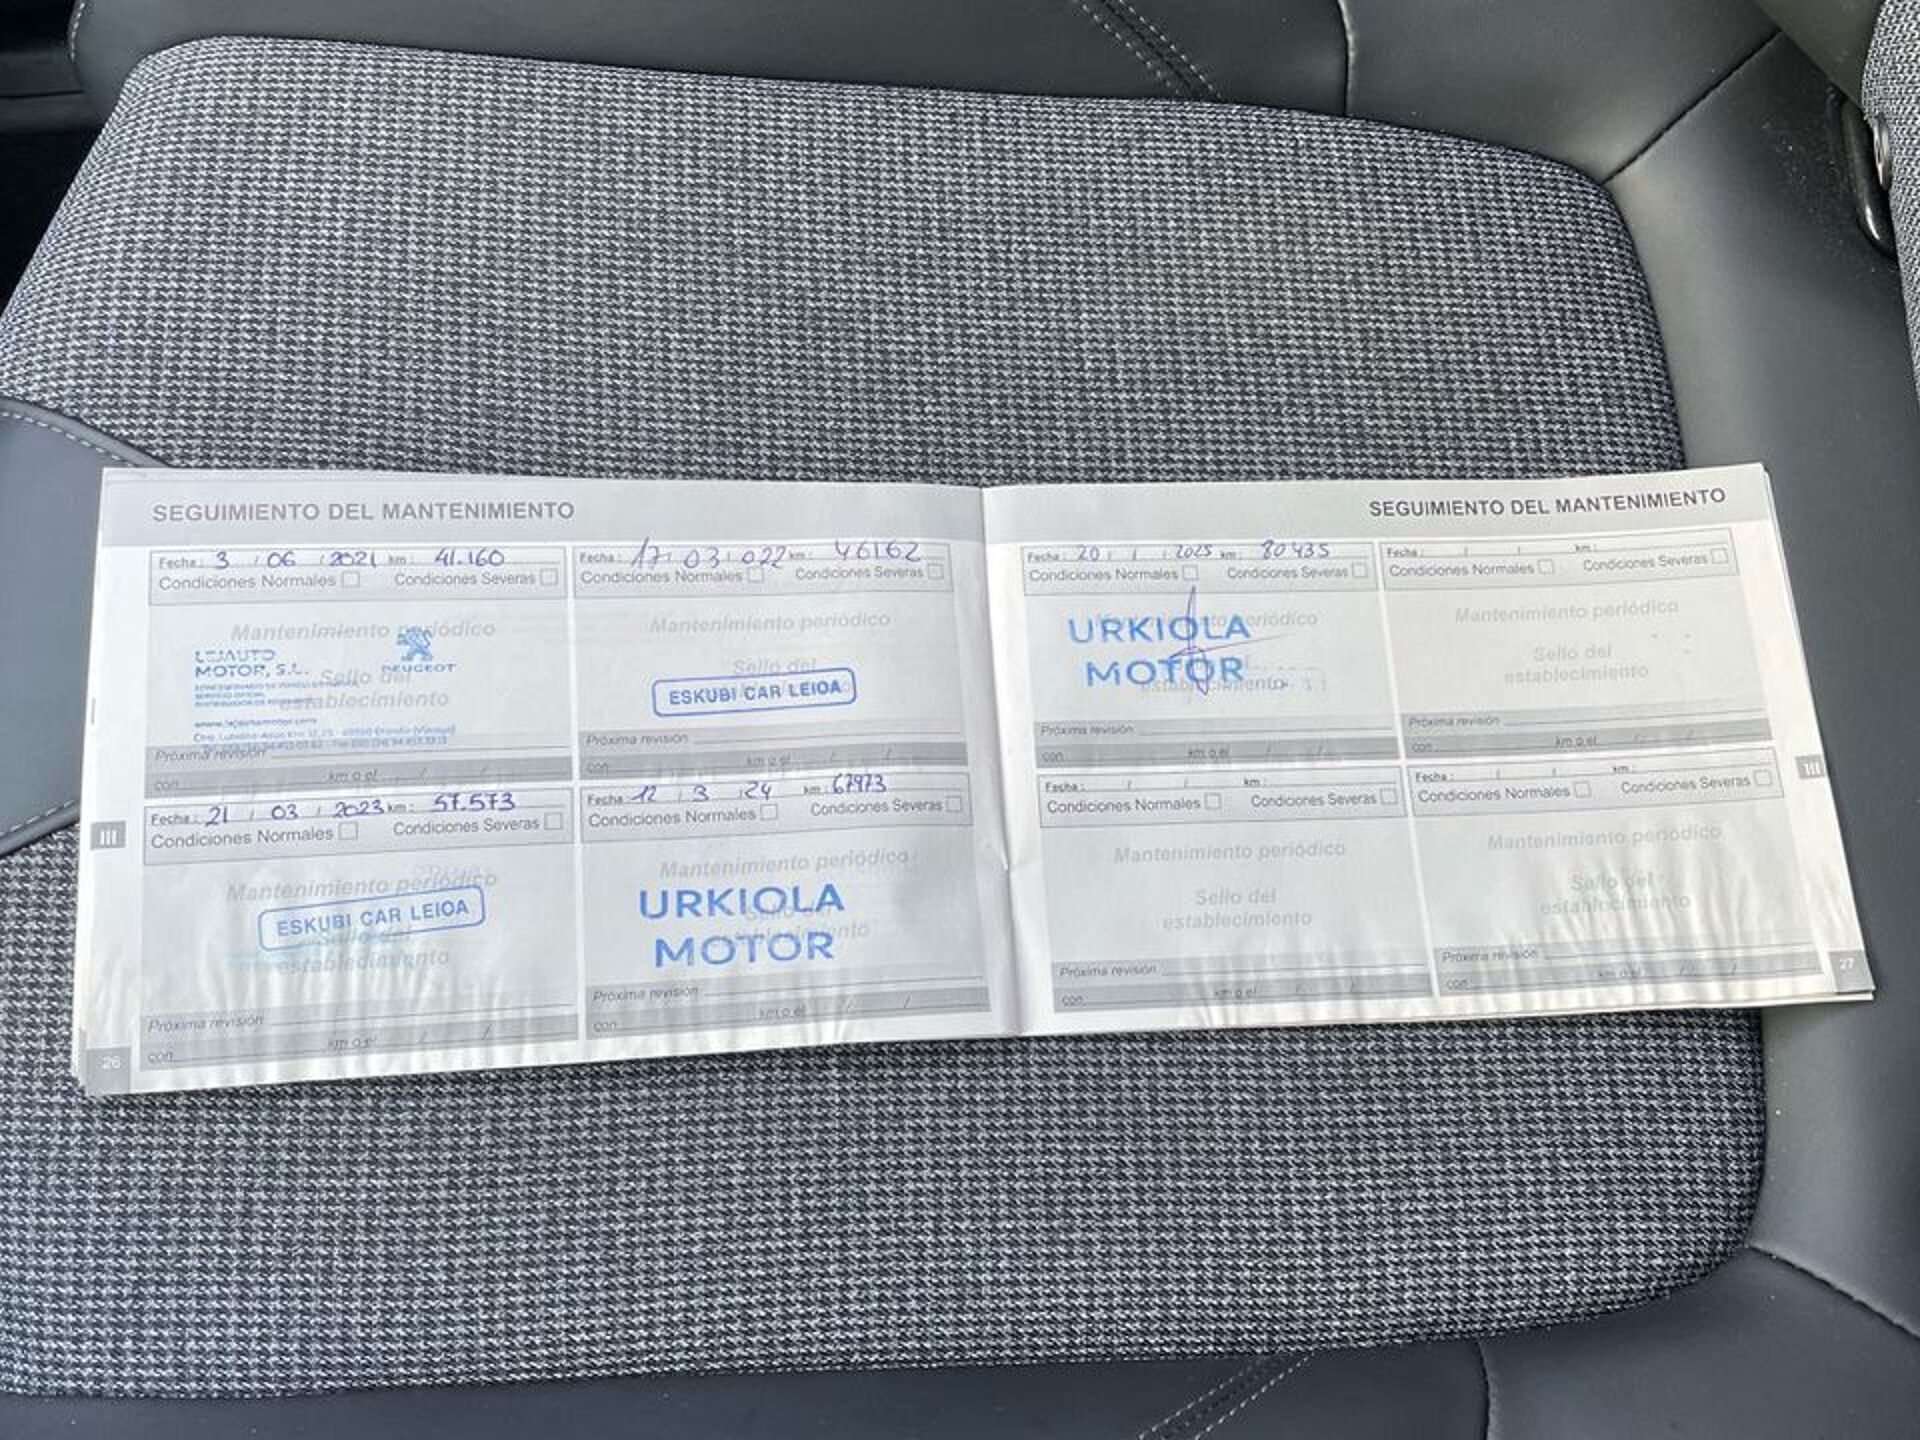 SEGUIMIENTO DEL MANTENIMIENTO
Fecha : 3 / 06 / 2021 km : 41.160
Condiciones Normales Condiciones Severas
Mantenimiento periódico
Sello del
establecimiento
LEJAUTO
MOTOR, S.L.
PEUGEOT
Próxima revisión
con km o el / /
Fecha : 17 / 03 / 022 km : 46162
Condiciones Normales Condiciones Severas
Mantenimiento periódico
Sello del
ESKUBI CAR LEIOA
Próxima revisión
con km o el / /
Fecha : 21 / 03 / 2023 km : 57.573
Condiciones Normales Condiciones Severas
Mantenimiento periódico
ESKUBI CAR LEIOA
Sello del
establecimiento
Próxima revisión
con km o el / /
Fecha : 12 / 3 / 24 km : 67973
Condiciones Normales Condiciones Severas
Mantenimiento periódico
URKIOLA
MOTOR
Próxima revisión
con km o el / /
III
26
SEGUIMIENTO DEL MANTENIMIENTO
Fecha : 20 / / 2025 km : 80435
Condiciones Normales Condiciones Severas
URKIOLA
MOTOR
establecimiento
Próxima revisión
con km o el / /
Fecha : / / km :
Condiciones Normales Condiciones Severas
Mantenimiento periódico
Sello del
establecimiento
Próxima revisión
con km o el / /
Fecha : / / km :
Condiciones Normales Condiciones Severas
Mantenimiento periódico
Sello del
establecimiento
Próxima revisión
con km o el / /
Fecha : / / km :
Condiciones Normales Condiciones Severas
Mantenimiento periódico
Sello del
establecimiento
Próxima revisión
con km o el / /
III
27